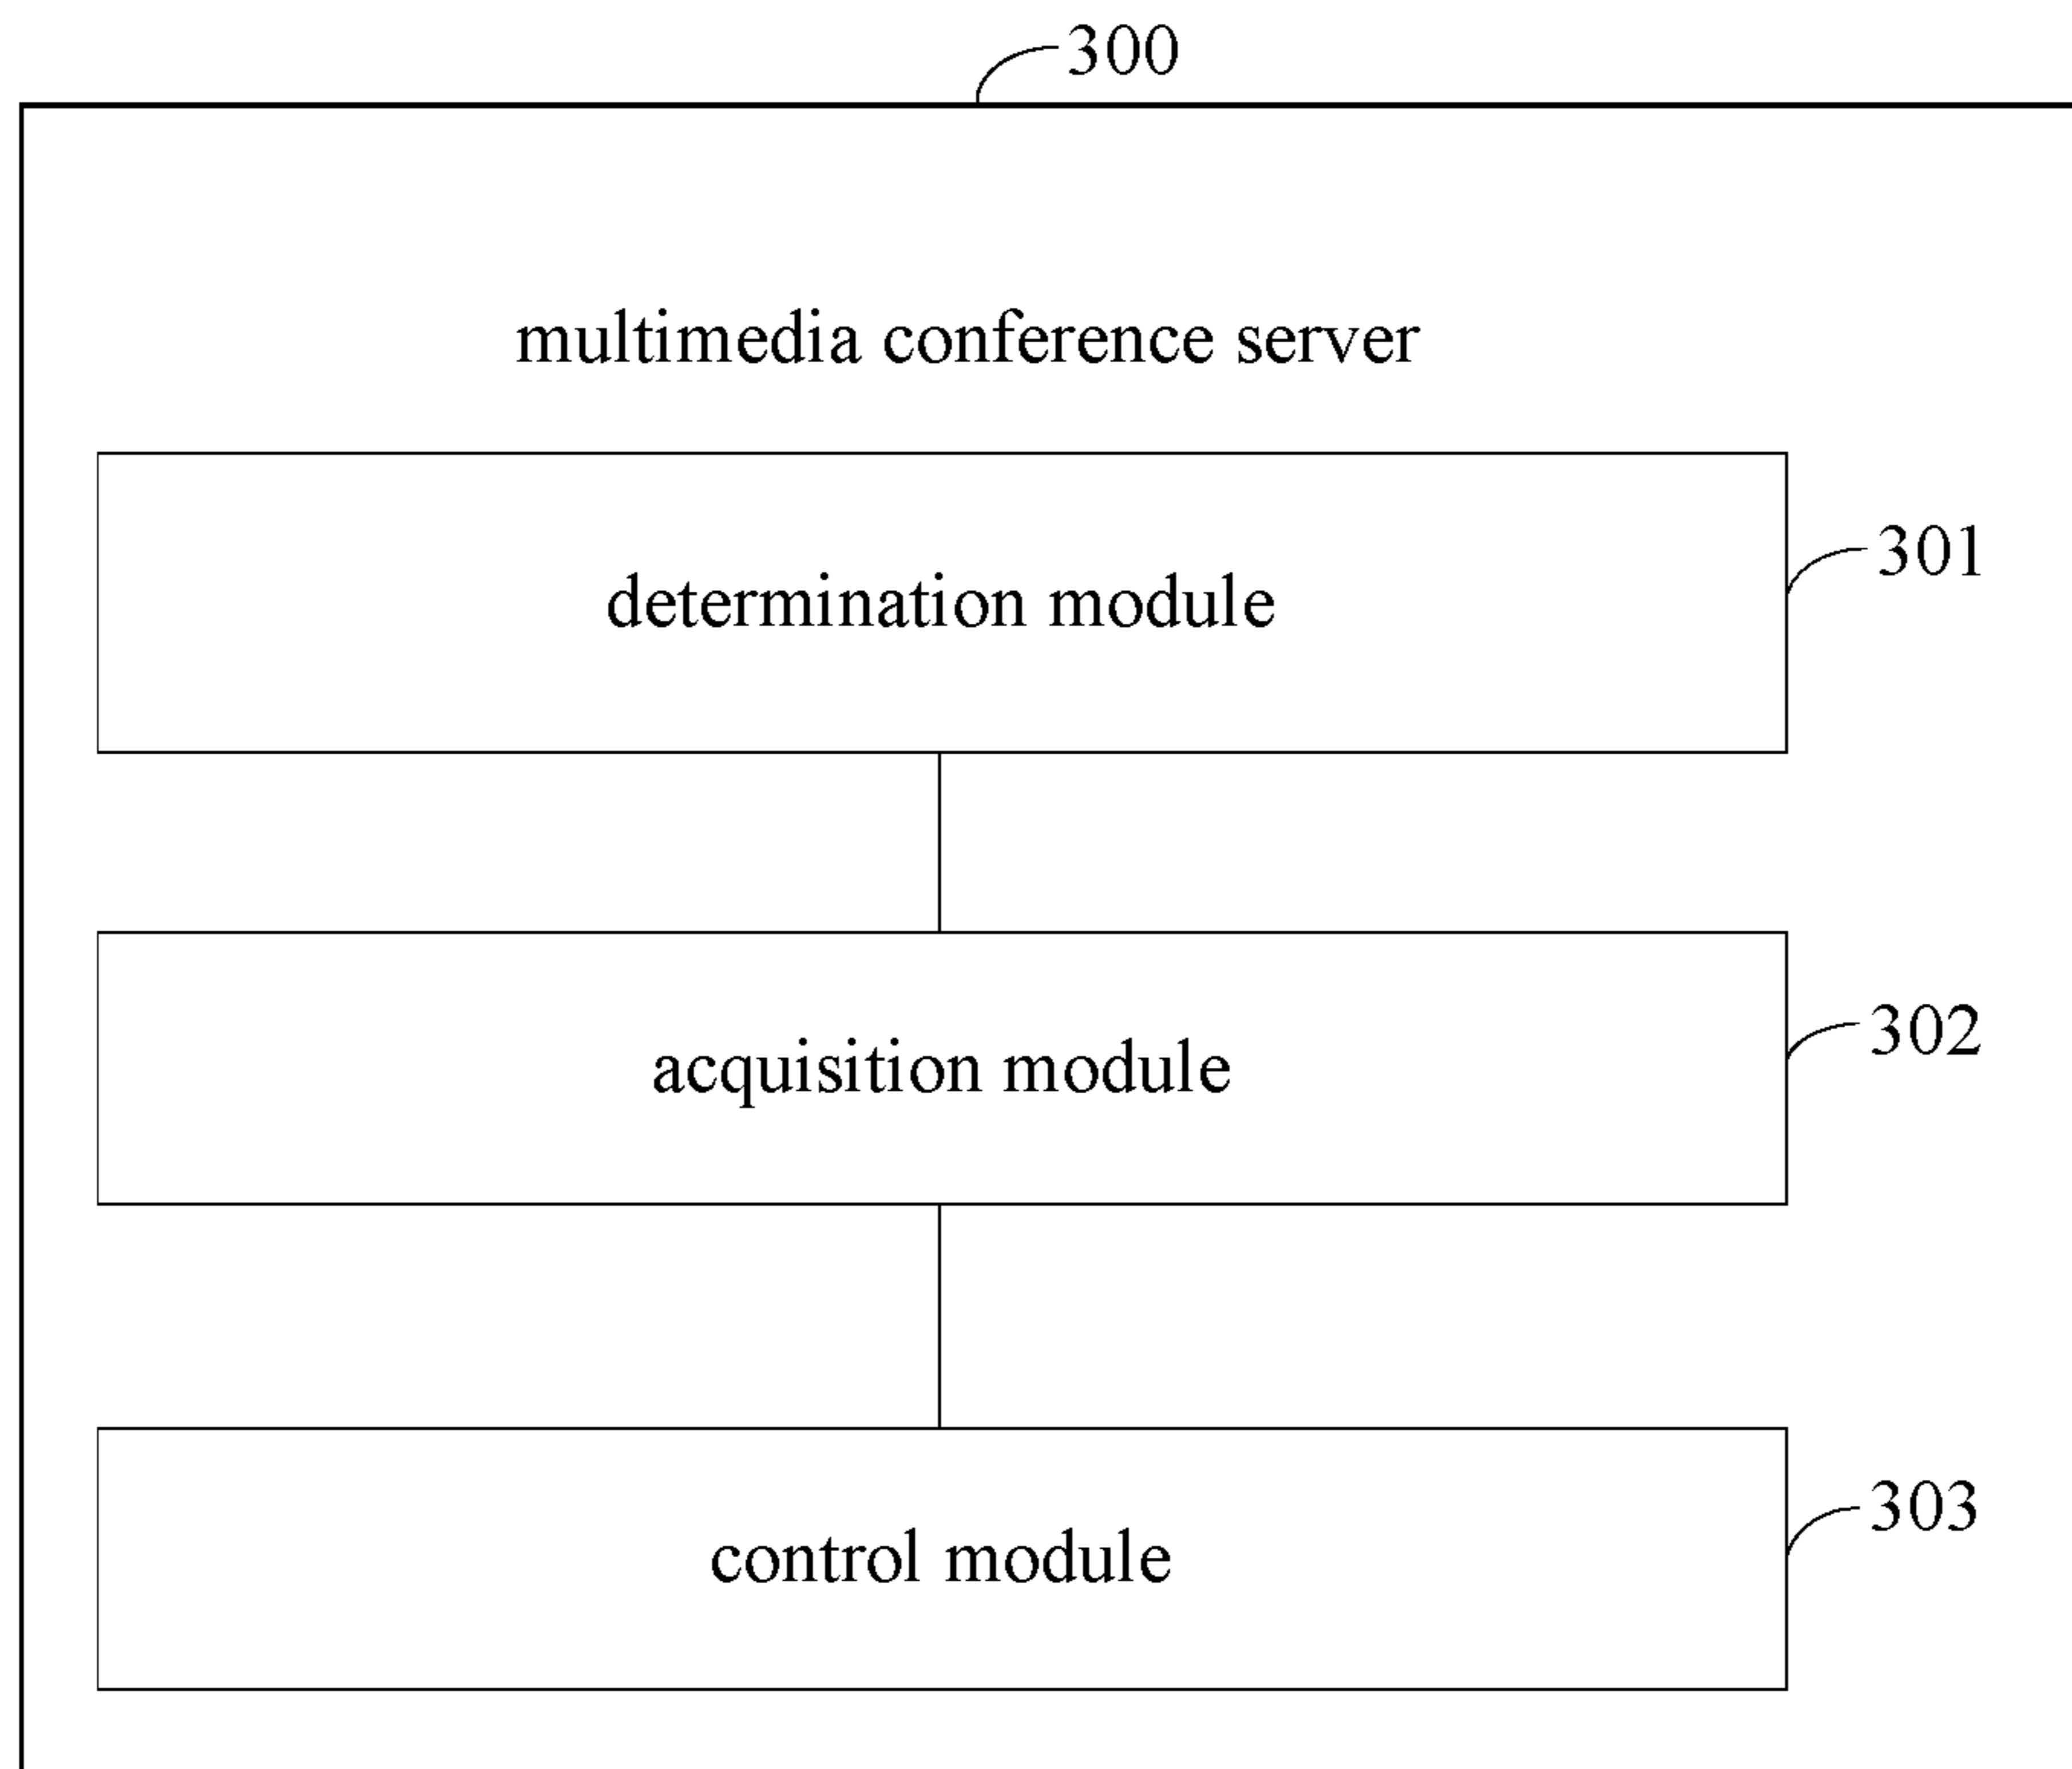 300
multimedia conference server
determination module
301
acquisition module
302
control module
303